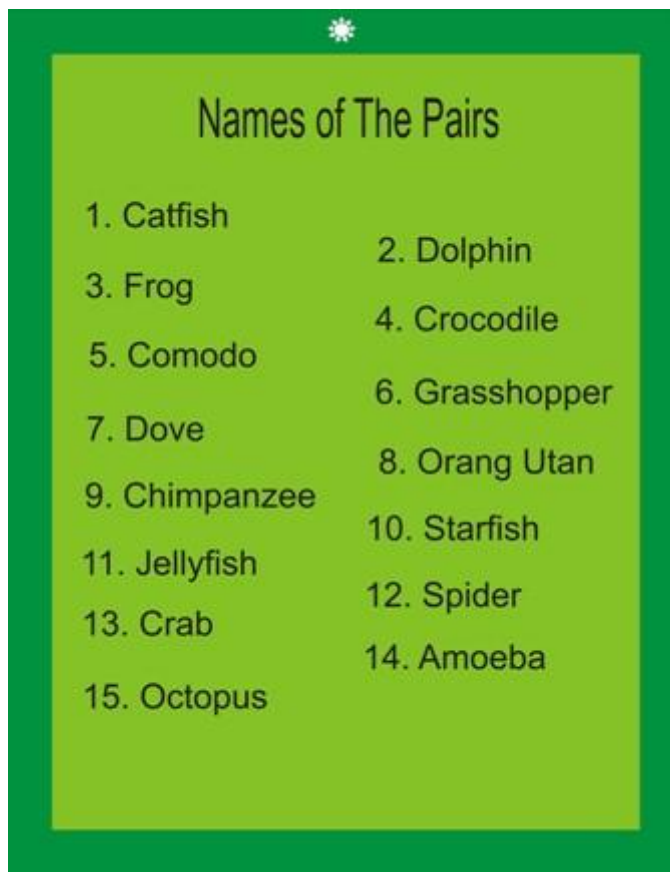 Names of The Pairs
1. Catfish
2. Dolphin
3. Frog
4. Crocodile
5. Comodo
6. Grasshopper
7. Dove
8. Orang Utan
9. Chimpanzee
10. Starfish
11. Jellyfish
12. Spider
13. Crab
14. Amoeba
15. Octopus